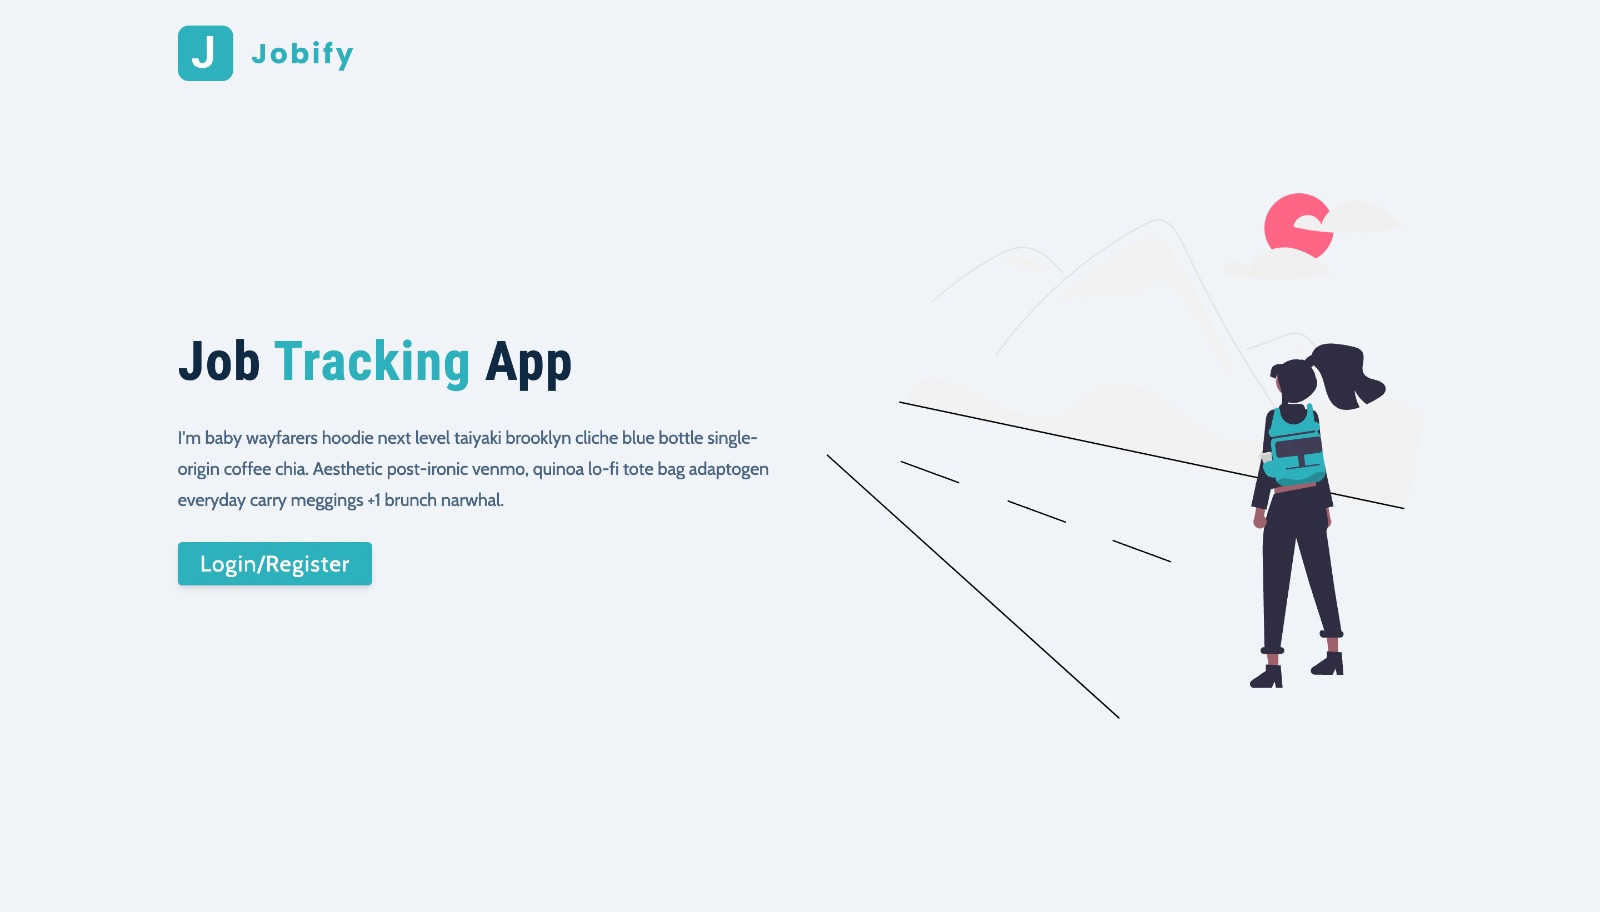 J Jobify
Job Tracking App
I'm baby wayfarers hoodie next level taiyaki brooklyn cliche blue bottle single-
origin coffee chia. Aesthetic post-ironic venmo, quinoa lo-fi tote bag adaptogen
everyday carry meggings +1 brunch narwhal.
Login/Register